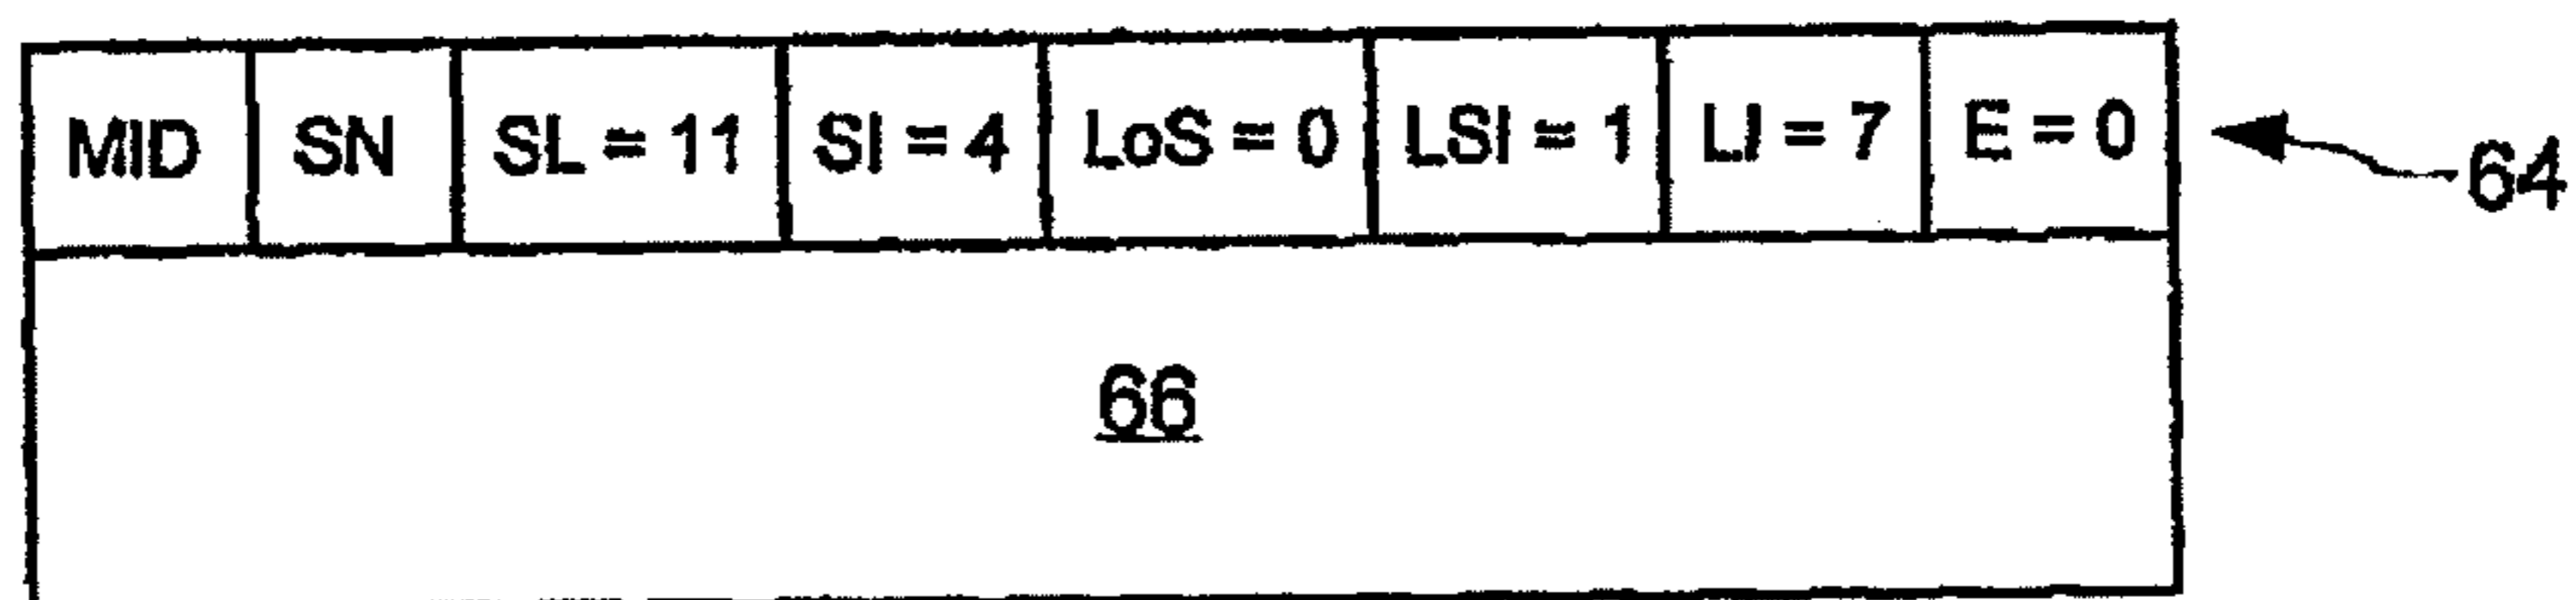 MID SN SL = 11 SI = 4 LoS = 0 LSI = 1 LI = 7 E = 0 64
66